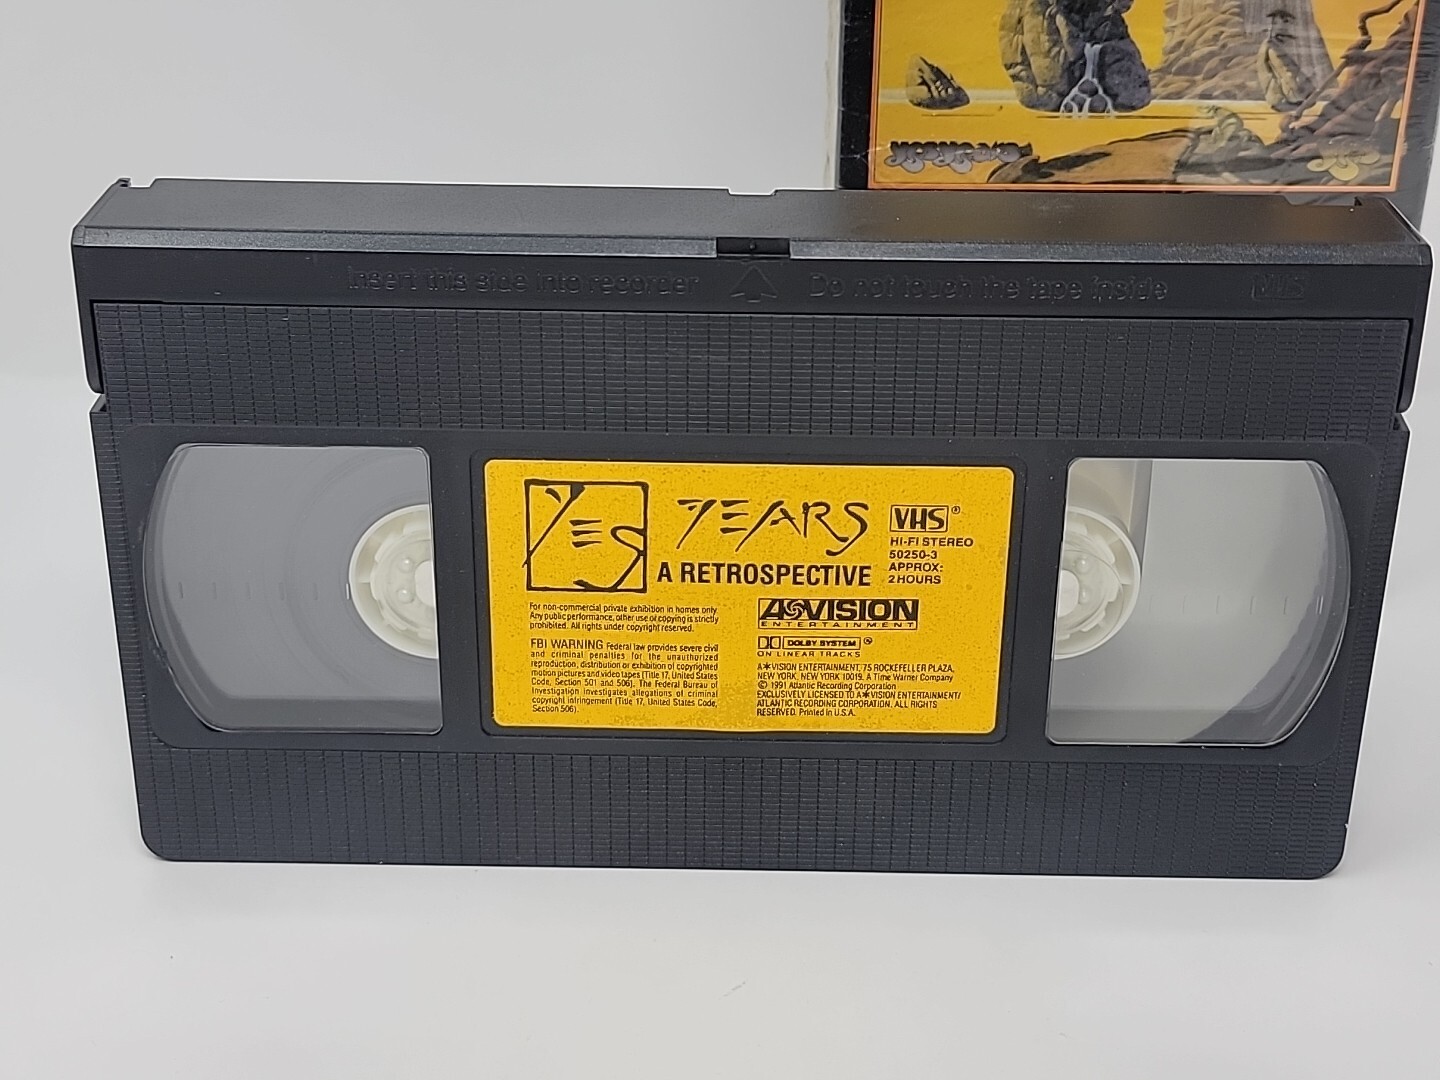 Insert this side into recorder
Do not touch the tape inside
VHS
YES
YEARS
A RETROSPECTIVE
VHS®
HI-FI STEREO
50250-3
APPROX:
2 HOURS
For non-commercial private exhibition in homes only.
Any public performance, other use or copying is strictly
prohibited. All rights under copyright reserved.
FBI WARNING Federal law provides severe civil
and criminal penalties for the unauthorized
reproduction, distribution or exhibition of copyrighted
motion pictures and video tapes (Title 17, United States
Code, Section 501 and 506). The Federal Bureau of
Investigation investigates allegations of criminal
copyright infringement (Title 17, United States Code,
Section 506).
A*VISION
ENTERTAINMENT
DOLBY SYSTEM®
ON LINEAR TRACKS
A*VISION ENTERTAINMENT, 75 ROCKEFELLER PLAZA,
NEW YORK, NEW YORK 10019. A Time Warner Company
© 1991 Atlantic Recording Corporation
EXCLUSIVELY LICENSED TO A*VISION ENTERTAINMENT/
ATLANTIC RECORDING CORPORATION. ALL RIGHTS
RESERVED. Printed in U.S.A.